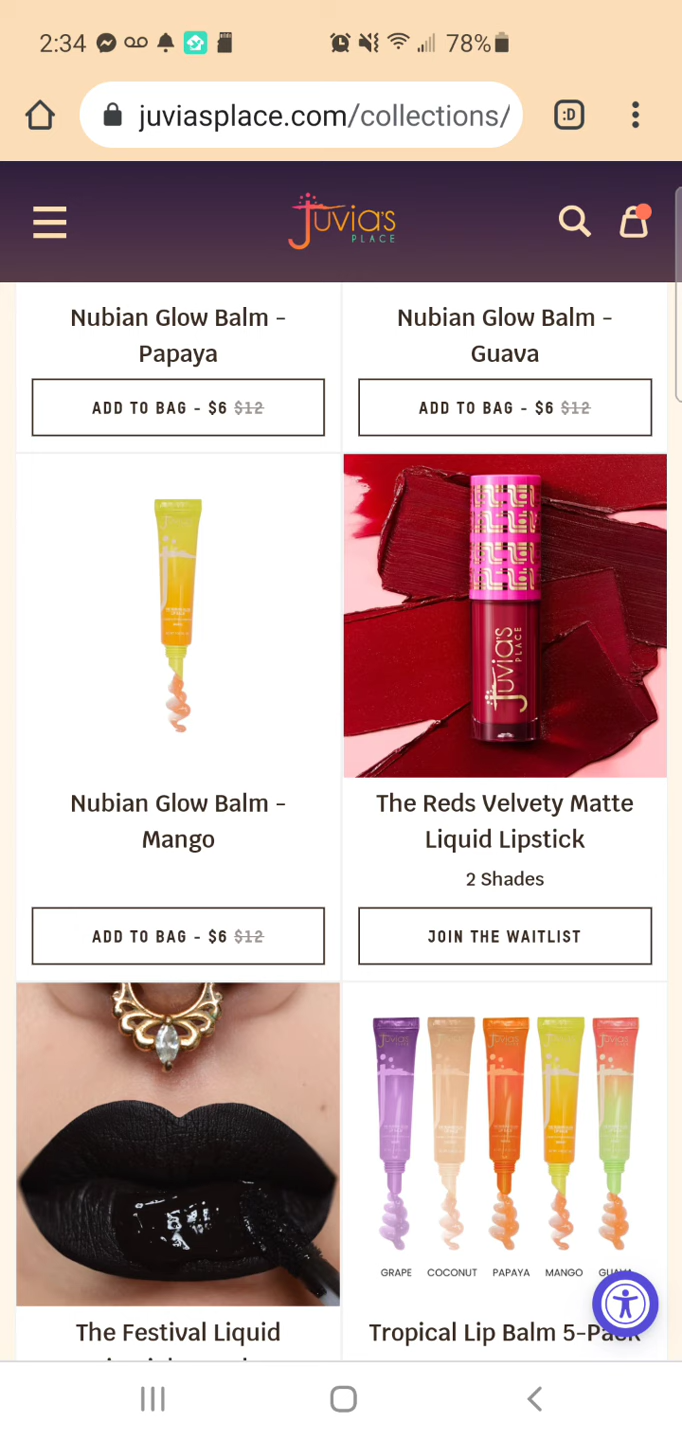 2:34
78%
juviasplace.com/collections/
:D
Juvia's
PLACE
Nubian Glow Balm -
Papaya
ADD TO BAG - $6 $12
Nubian Glow Balm -
Guava
ADD TO BAG - $6 $12
Juvia's
PLACE
Nubian Glow Balm -
Mango
ADD TO BAG - $6 $12
The Reds Velvety Matte
Liquid Lipstick
2 Shades
JOIN THE WAITLIST
GRAPE COCONUT PAPAYA MANGO GUAVA
The Festival Liquid
Tropical Lip Balm 5-Pack